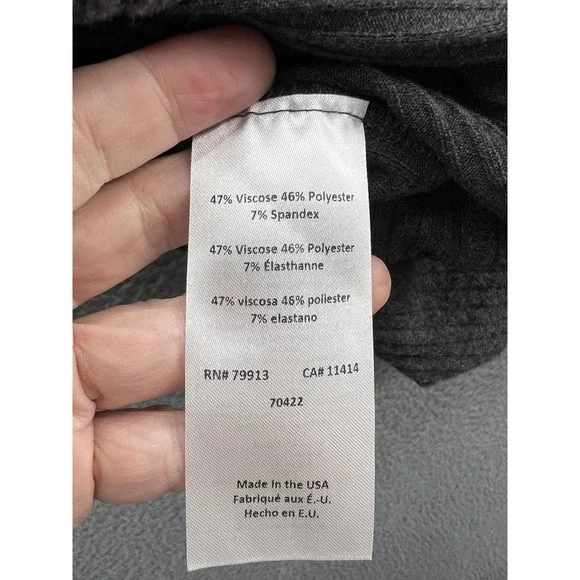 47% Viscose 46% Polyester
7% Spandex
47% Viscose 46% Polyester
7% Élasthanne
47% viscosa 46% poliester
7% elastano
RN# 79913 CA# 11414
70422
Made in the USA
Fabriqué aux É.-U.
Hecho en E.U.